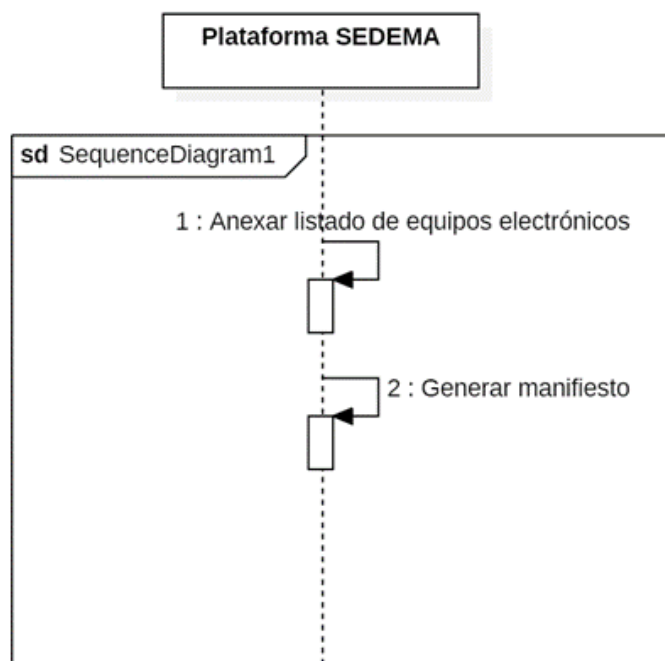 Plataforma SEDEMA
sd SequenceDiagram1
1 : Anexar listado de equipos electrónicos
2 : Generar manifiesto